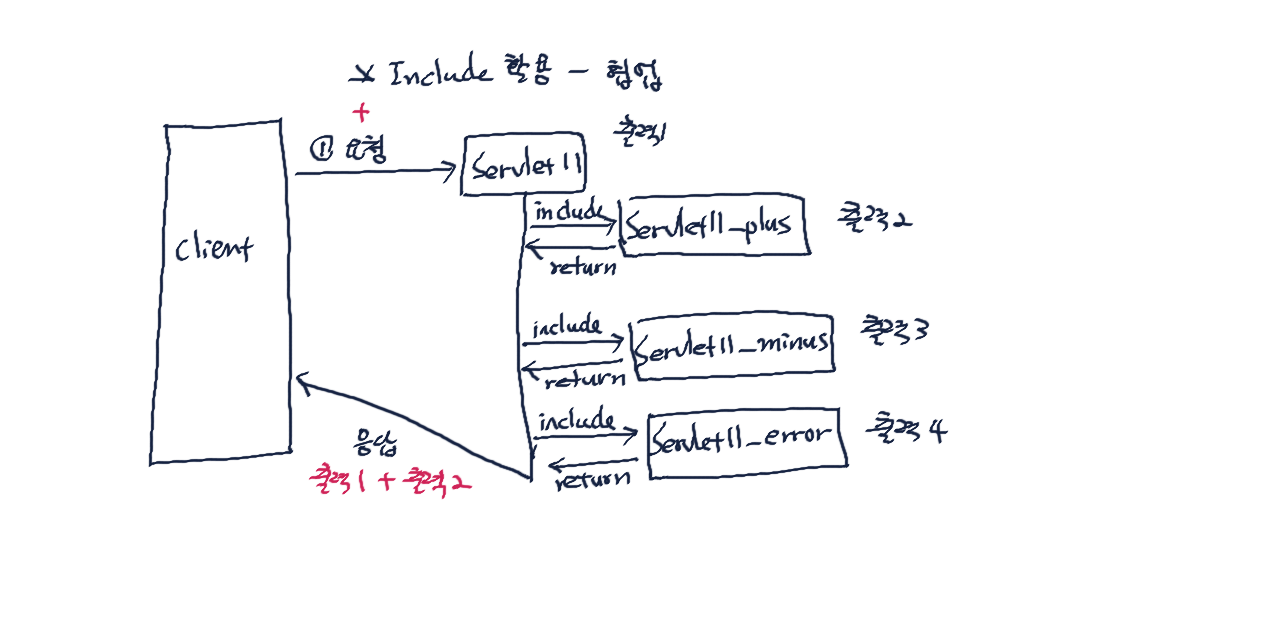 ※ Include 활용 - 협업
+
① 요청
Servlet11
출력1
Client
include
Servlet11_plus
출력2
return
include
Servlet11_minus
출력3
return
include
Servlet11_error
출력4
return
응답
출력1 + 출력2